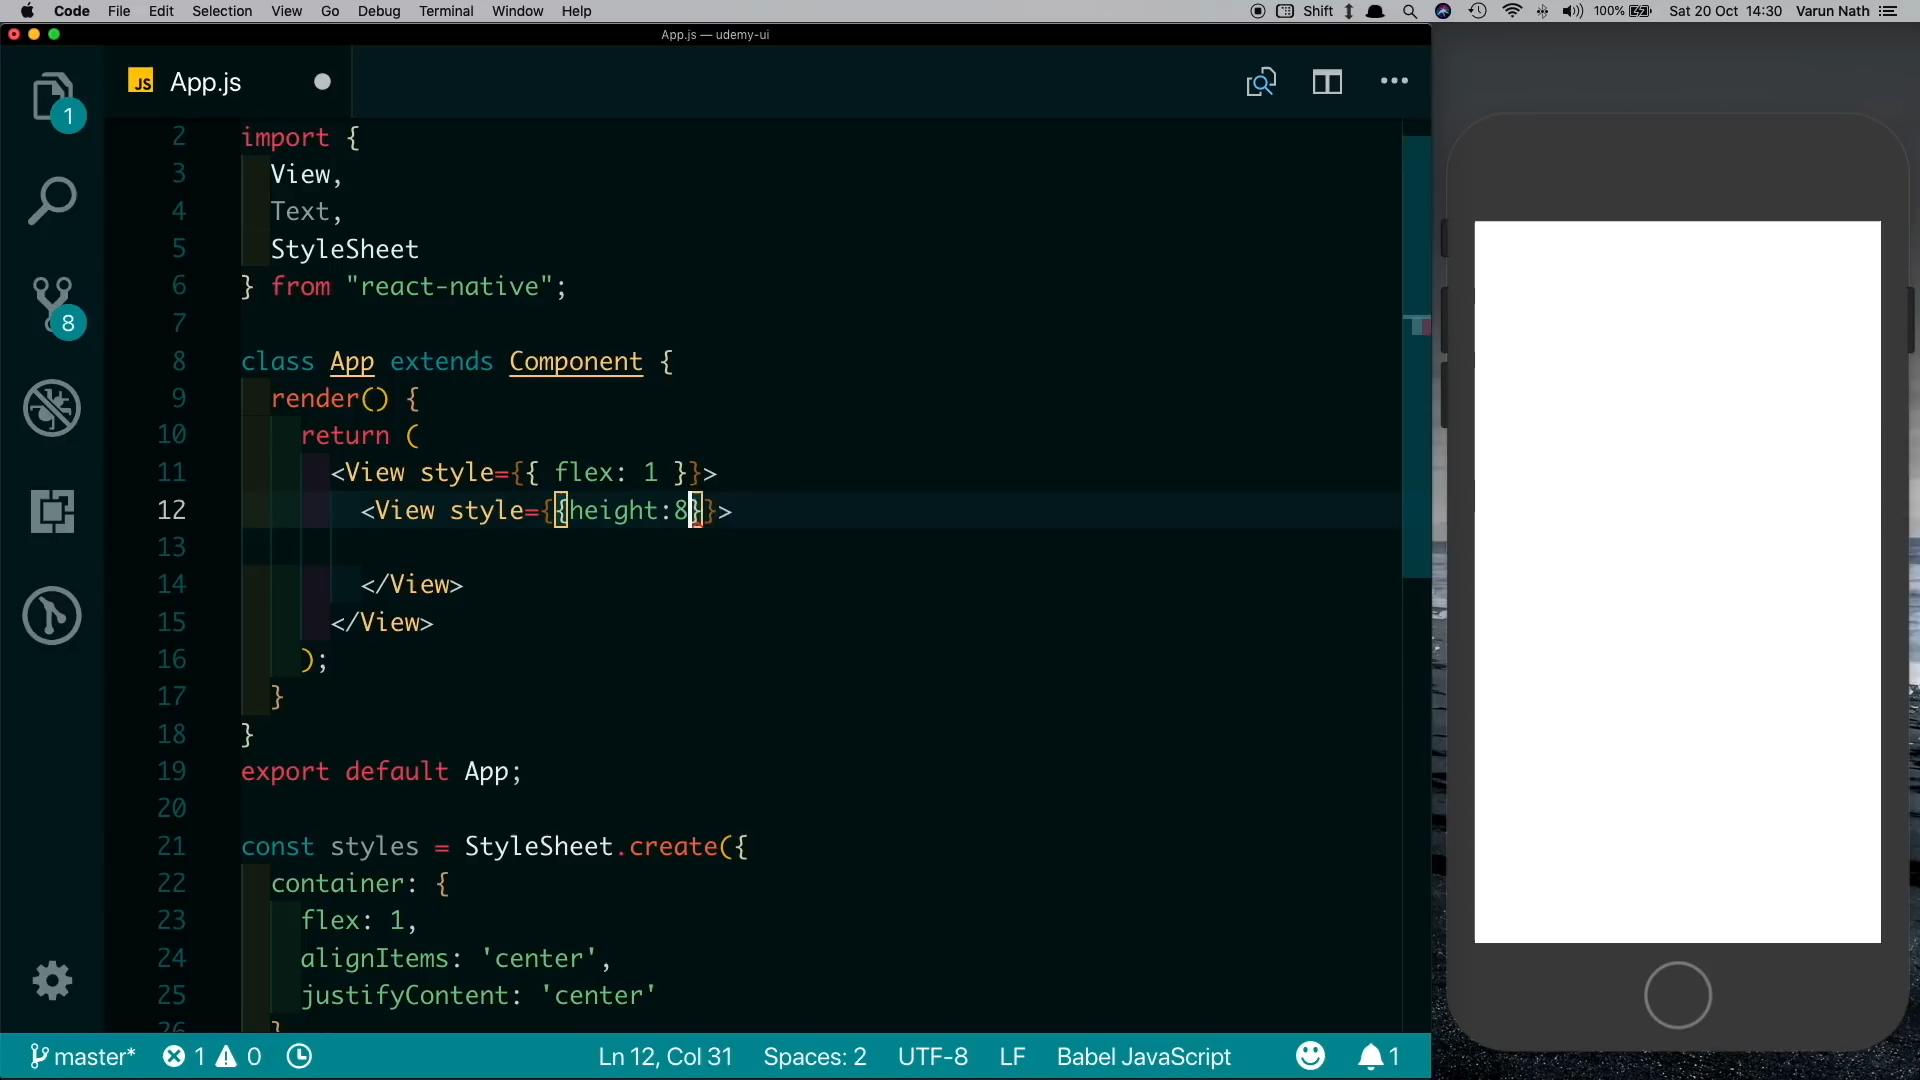 Code File Edit Selection View Go Debug Terminal Window Help Shift 100% Sat 20 Oct 14:30 Varun Nath
App.js — udemy-ui
JS App.js
1
8
2 import {
3 View,
4 Text,
5 StyleSheet
6 } from "react-native";
7
8 class App extends Component {
9 render() {
10 return (
11 <View style={{ flex: 1 }}>
12 <View style={{height:8}}>
13
14 </View>
15 </View>
16 );
17 }
18 }
19 export default App;
20
21 const styles = StyleSheet.create({
22 container: {
23 flex: 1,
24 alignItems: 'center',
25 justifyContent: 'center'
26 }
master* 1 0 Ln 12, Col 31 Spaces: 2 UTF-8 LF Babel JavaScript 1